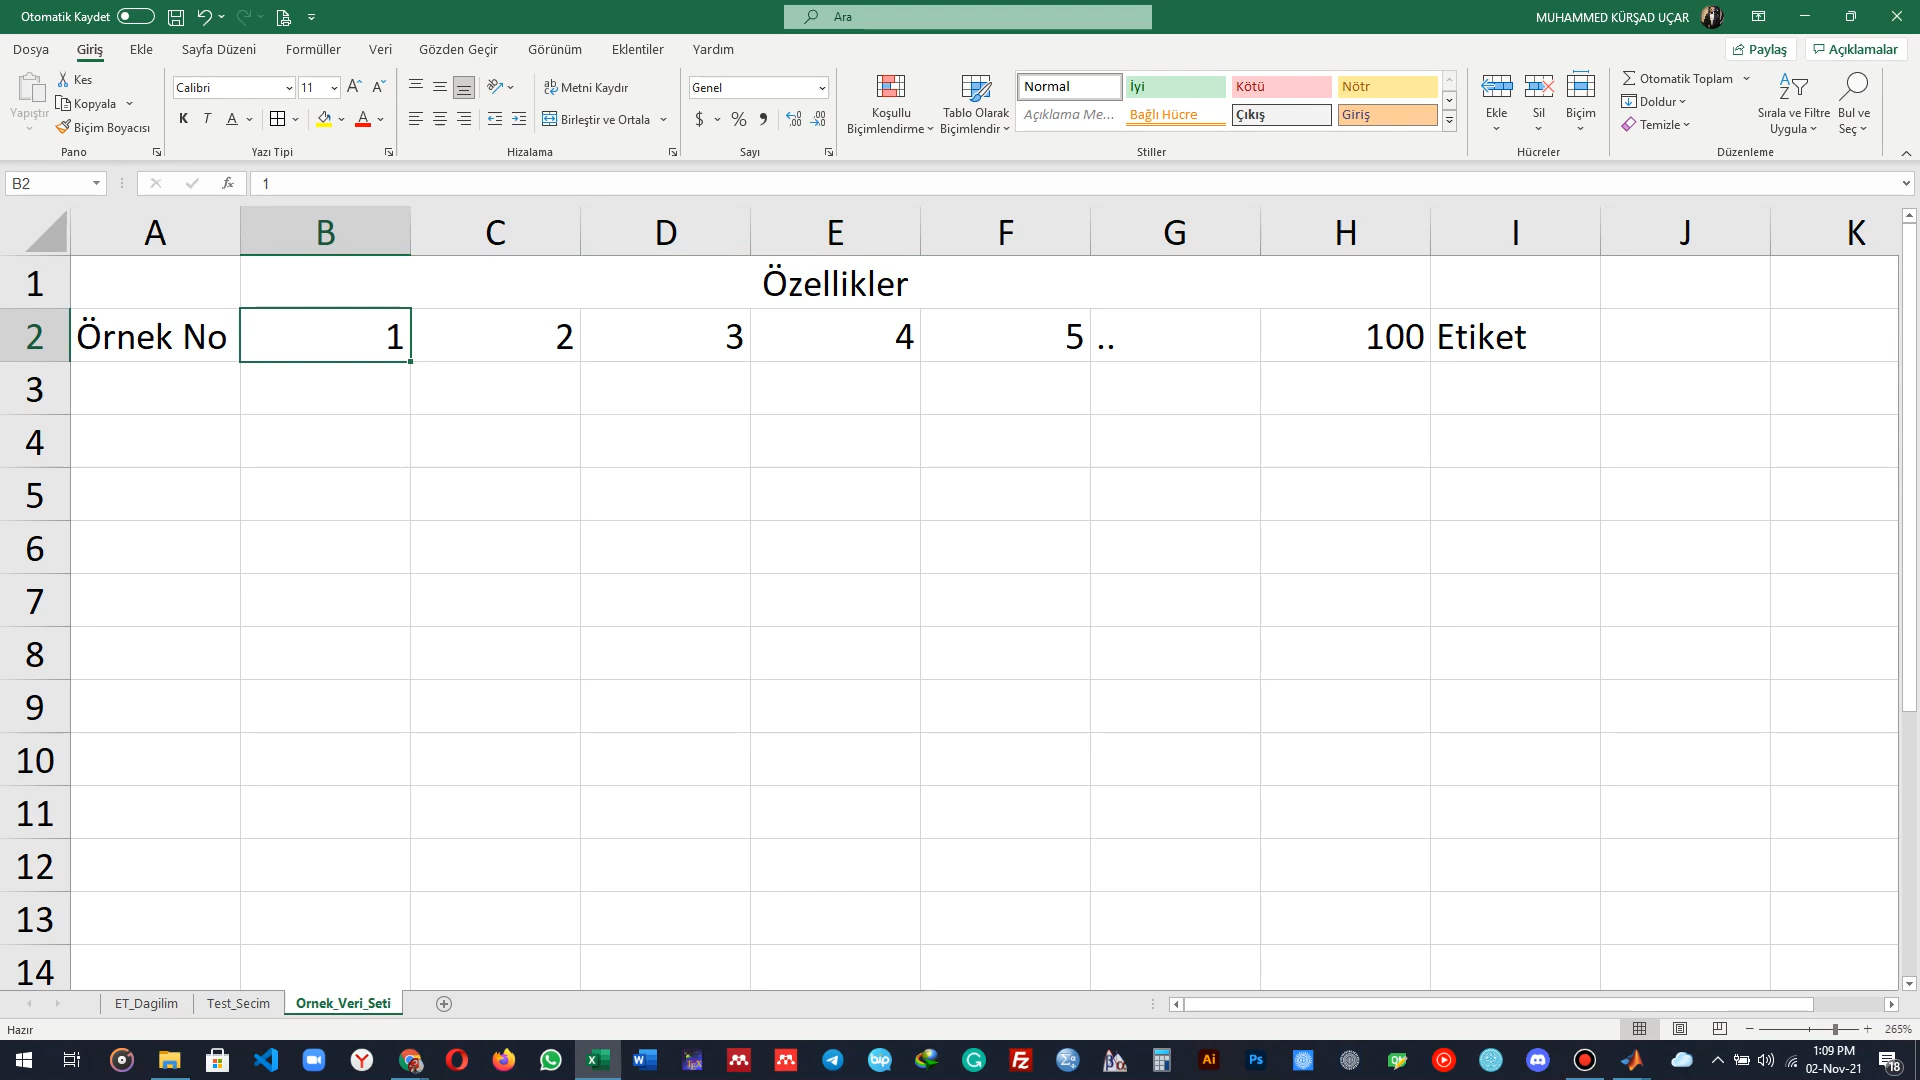 Otomatik Kaydet
Ara
MUHAMMED KÜRŞAD UÇAR
Dosya Giriş Ekle Sayfa Düzeni Formüller Veri Gözden Geçir Görünüm Eklentiler Yardım
Paylaş Açıklamalar
Yapıştır
Kes
Kopyala
Biçim Boyacısı
Pano
Calibri 11
K T A
Yazı Tipi
Metni Kaydır
Birleştir ve Ortala
Hizalama
Genel
$ %
Sayı
Koşullu Biçimlendirme
Tablo Olarak Biçimlendir
Normal İyi Kötü Nötr
Açıklama Me... Bağlı Hücre Çıkış Giriş
Stiller
Ekle Sil Biçim
Hücreler
Otomatik Toplam
Doldur
Temizle
Sırala ve Filtre Uygula
Bul ve Seç
Düzenleme
B2 fx 1
A B C D E F G H I J K
1 Özellikler
2 Örnek No 1 2 3 4 5 .. 100 Etiket
3
4
5
6
7
8
9
10
11
12
13
14
ET_Dagilim Test_Secim Ornek_Veri_Seti
Hazır
265%
1:09 PM
02-Nov-21
18